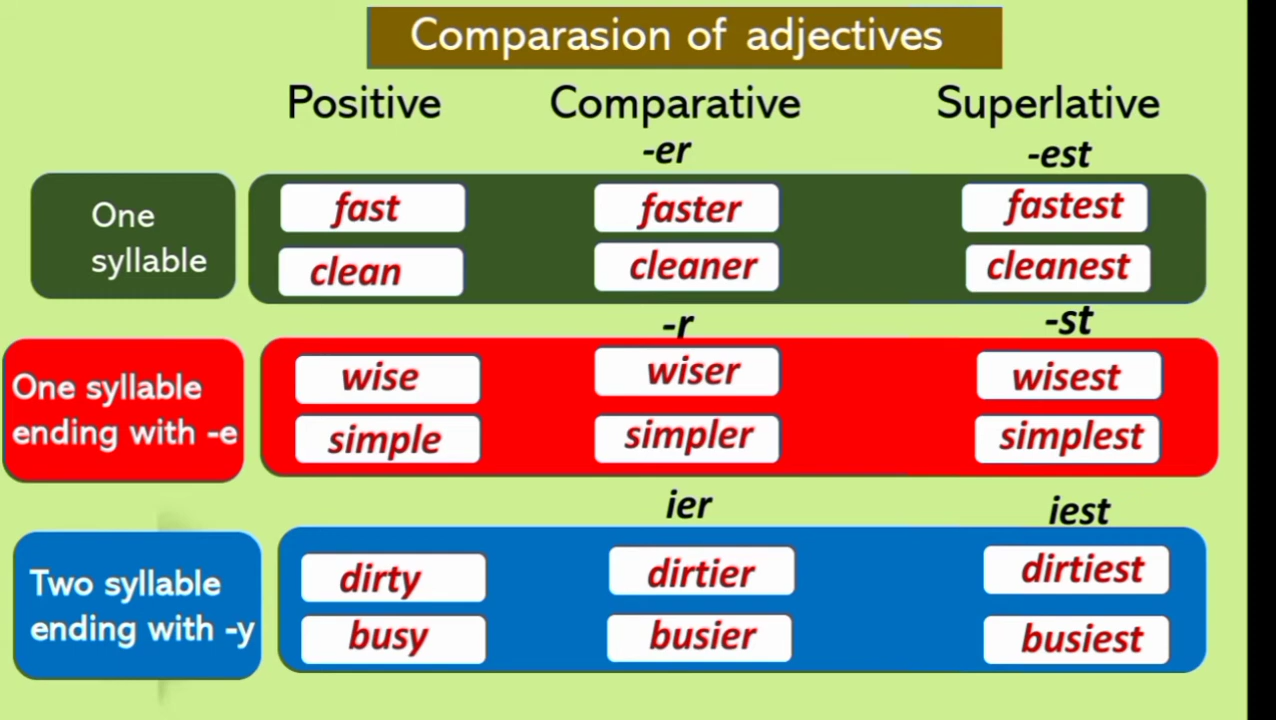 Comparasion of adjectives
Positive Comparative Superlative
-er -est
One
syllable
fast faster fastest
clean cleaner cleanest
-r -st
One syllable
ending with -e
wise wiser wisest
simple simpler simplest
ier iest
Two syllable
ending with -y
dirty dirtier dirtiest
busy busier busiest